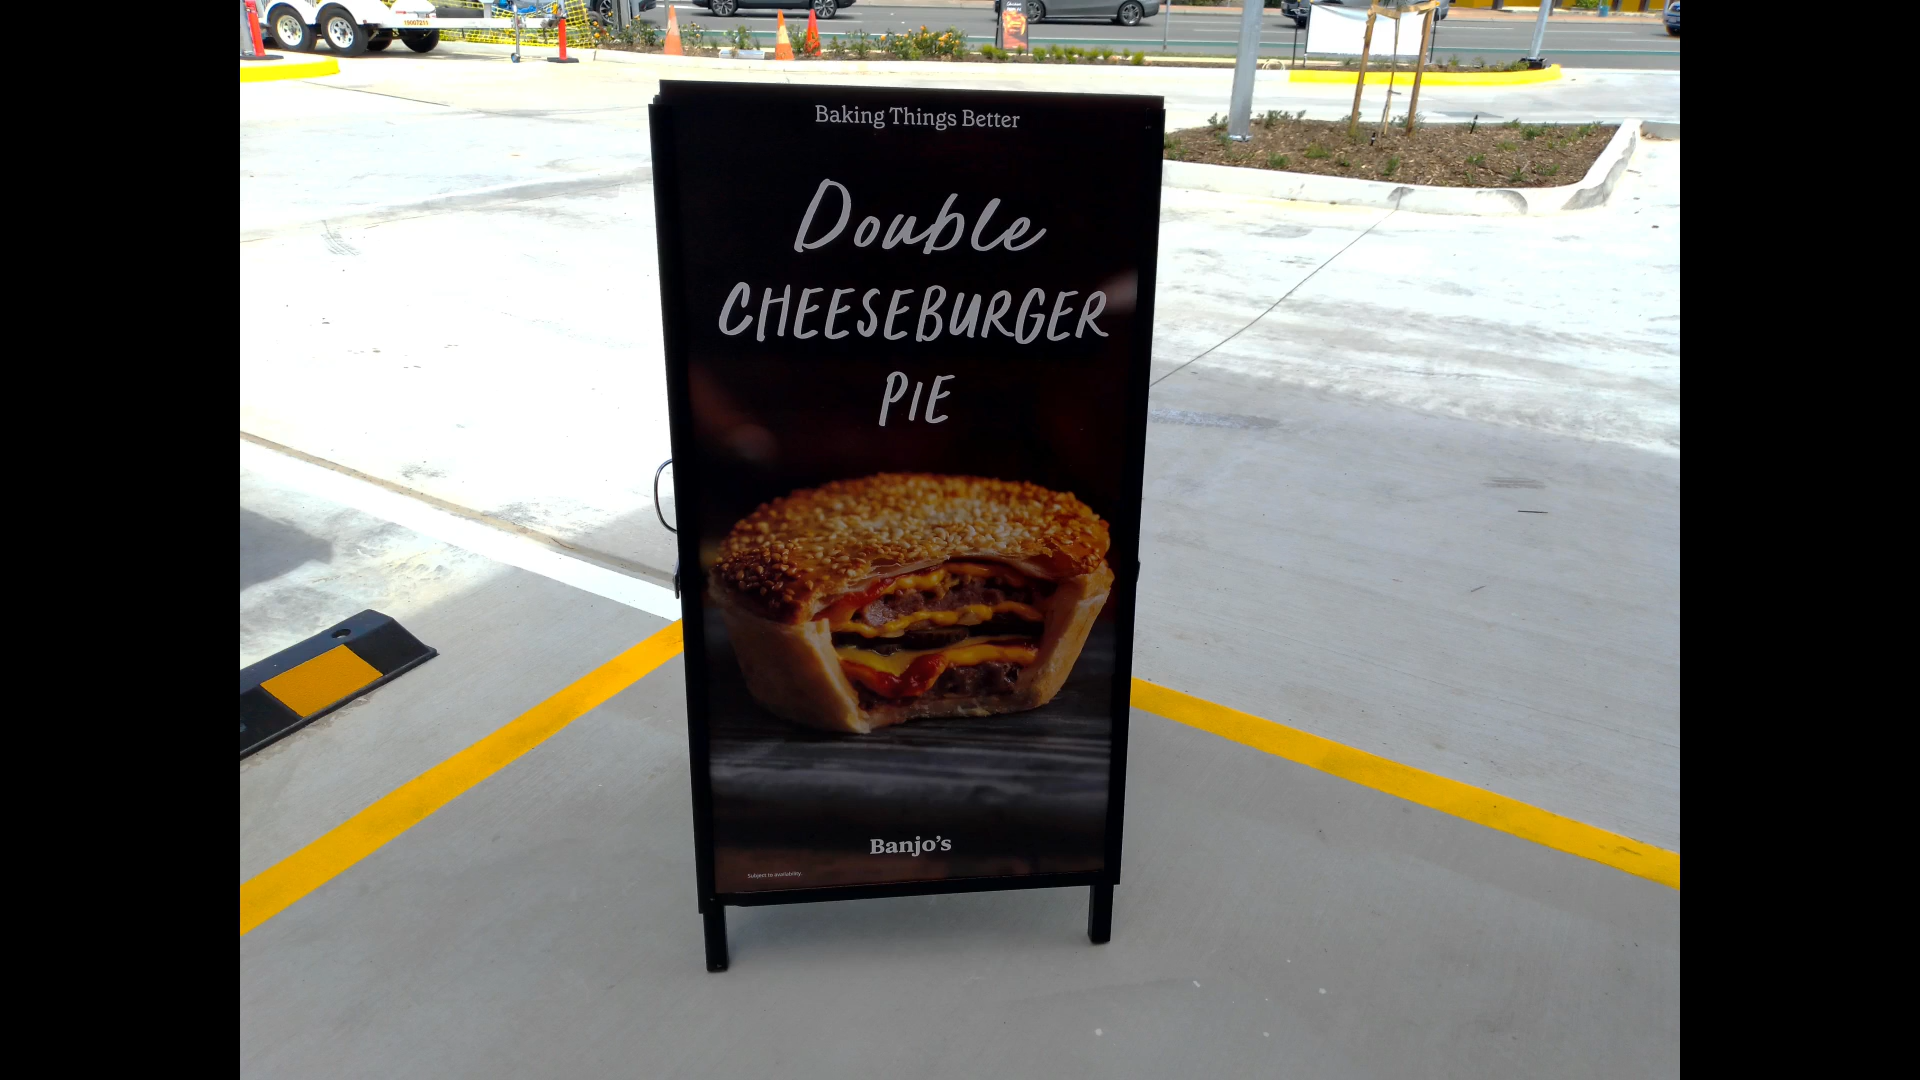 Baking Things Better
Double
CHEESEBURGER
PIE
Banjo's
Subject to availability.